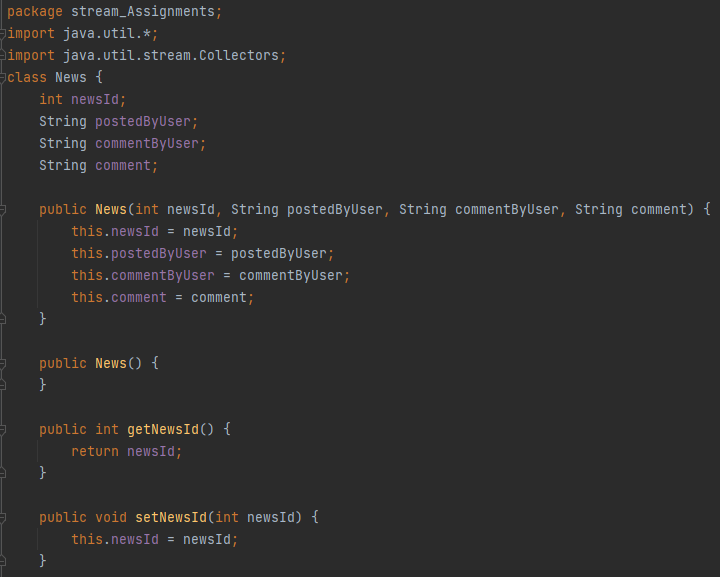 package stream_Assignments;
import java.util.*;
import java.util.stream.Collectors;
class News {
    int newsId;
    String postedByUser;
    String commentByUser;
    String comment;

    public News(int newsId, String postedByUser, String commentByUser, String comment) {
        this.newsId = newsId;
        this.postedByUser = postedByUser;
        this.commentByUser = commentByUser;
        this.comment = comment;
    }

    public News() {
    }

    public int getNewsId() {
        return newsId;
    }

    public void setNewsId(int newsId) {
        this.newsId = newsId;
    }